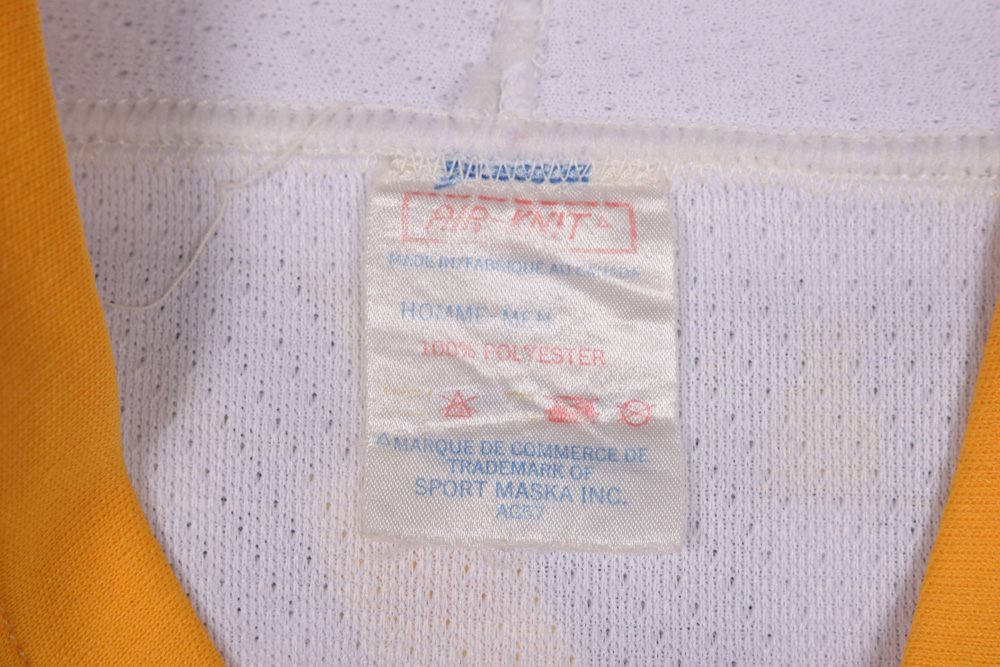 AIR-KNIT△
MADE IN/FABRIQUE AU CANADA
HOMME-MEN
100% POLYESTER
△MARQUE DE COMMERCE DE
TRADEMARK OF
SPORT MASKA INC.